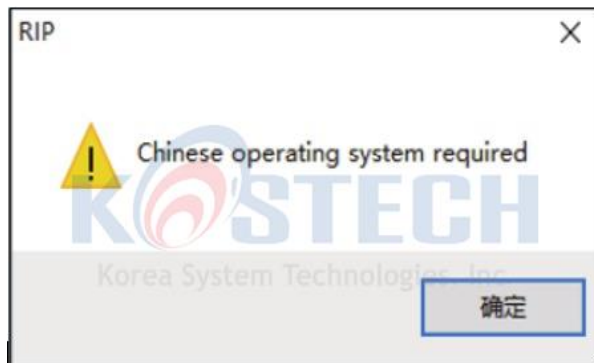 RIP
Chinese operating system required
KOSTECH
Korea System Technologies, Inc
确定